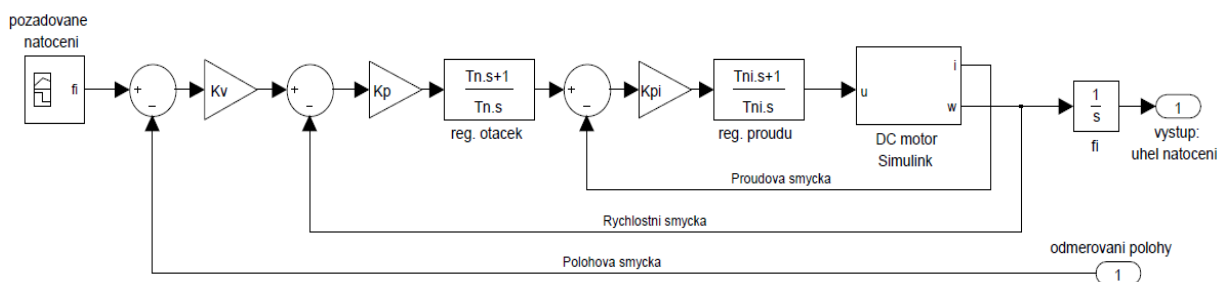 pozadovane
natoceni
fi
+
−
Kv
+
−
Kp
Tn.s+1
Tn.s
reg. otacek
+
−
Kpi
Tni.s+1
Tni.s
reg. proudu
u
i
w
DC motor
Simulink
1
s
fi
1
vystup:
uhel natoceni
Proudova smycka
Rychlostni smycka
Polohova smycka
odmerovani polohy
1